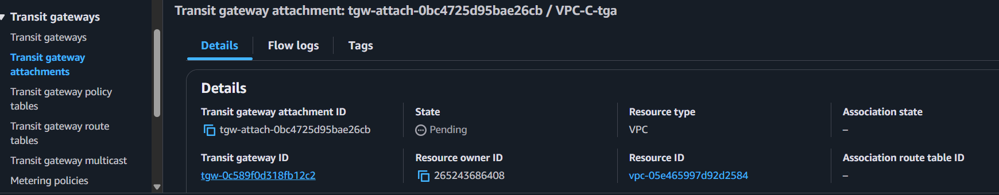 Transit gateways
Transit gateways
Transit gateway
attachments
Transit gateway policy
tables
Transit gateway route
tables
Transit gateway multicast
Metering policies
Transit gateway attachment: tgw-attach-0bc4725d95bae26cb / VPC-C-tga
Details
Flow logs
Tags
Details
Transit gateway attachment ID
tgw-attach-0bc4725d95bae26cb
State
Pending
Resource type
VPC
Association state
–
Transit gateway ID
tgw-0c589f0d318fb12c2
Resource owner ID
265243686408
Resource ID
vpc-05e465997d92d2584
Association route table ID
–